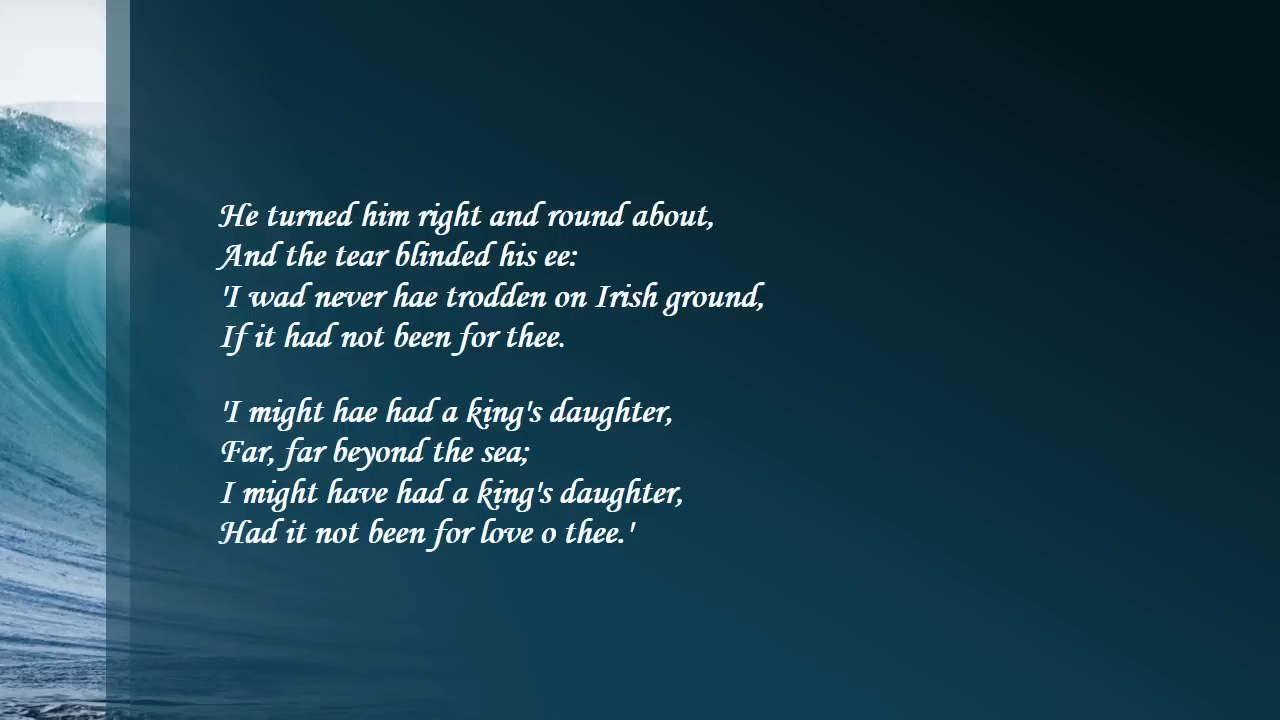 He turned him right and round about,
And the tear blinded his ee:
'I wad never hae trodden on Irish ground,
If it had not been for thee.
'I might hae had a king's daughter,
Far, far beyond the sea;
I might have had a king's daughter,
Had it not been for love o thee.'